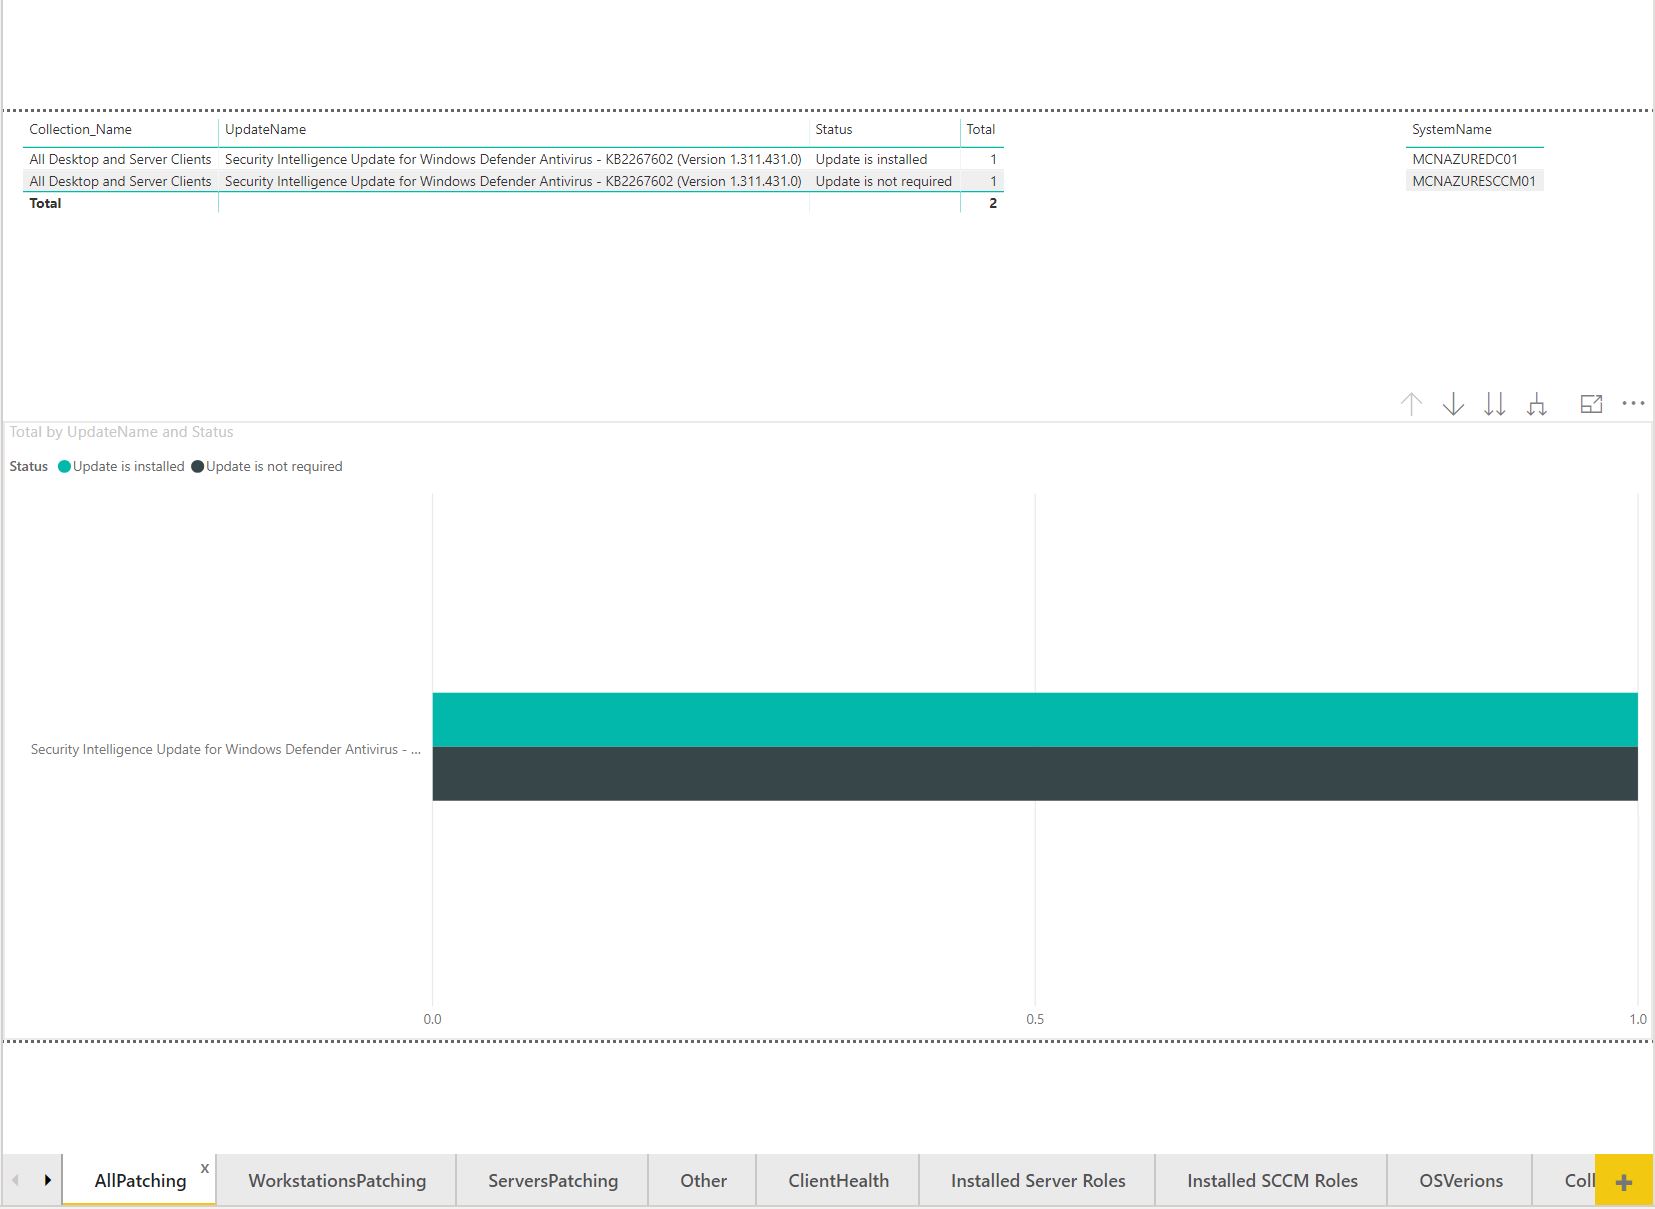 Collection_Name UpdateName Status Total SystemName
All Desktop and Server Clients Security Intelligence Update for Windows Defender Antivirus - KB2267602 (Version 1.311.431.0) Update is installed 1 MCNAZUREDC01
All Desktop and Server Clients Security Intelligence Update for Windows Defender Antivirus - KB2267602 (Version 1.311.431.0) Update is not required 1 MCNAZURESCCM01
Total 2
Total by UpdateName and Status
Status Update is installed Update is not required
Security Intelligence Update for Windows Defender Antivirus - ...
0.0 0.5 1.0
AllPatching x WorkstationsPatching ServersPatching Other ClientHealth Installed Server Roles Installed SCCM Roles OSVerions Coll +